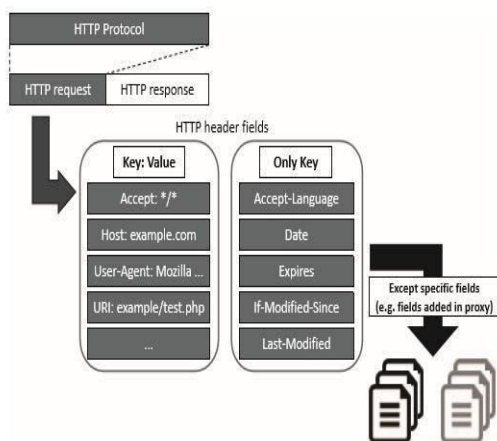 HTTP Protocol
HTTP request
HTTP response
HTTP header fields
Key: Value
Accept: */*
Host: example.com
User-Agent: Mozilla ...
URI: example/test.php
...
Only Key
Accept-Language
Date
Expires
If-Modified-Since
Last-Modified
Except specific fields
(e.g. fields added in proxy)